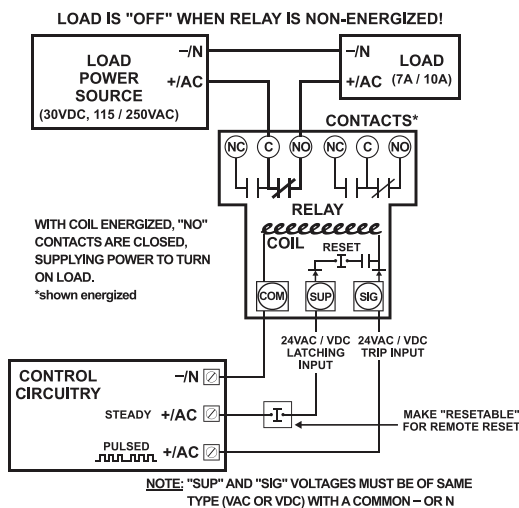 LOAD IS "OFF" WHEN RELAY IS NON-ENERGIZED!
LOAD
POWER
SOURCE
(30VDC, 115 / 250VAC)
–/N
+/AC
–/N
+/AC
LOAD
(7A / 10A)
CONTACTS*
NC
C
NO
NC
C
NO
RELAY
COIL
RESET
WITH COIL ENERGIZED, "NO"
CONTACTS ARE CLOSED,
SUPPLYING POWER TO TURN
ON LOAD.
*shown energized
COM
SUP
SIG
24VAC / VDC
LATCHING
INPUT
24VAC / VDC
TRIP INPUT
CONTROL
CIRCUITRY
–/N
STEADY +/AC
PULSED +/AC
MAKE "RESETABLE"
FOR REMOTE RESET
NOTE: "SUP" AND "SIG" VOLTAGES MUST BE OF SAME
TYPE (VAC OR VDC) WITH A COMMON – OR N